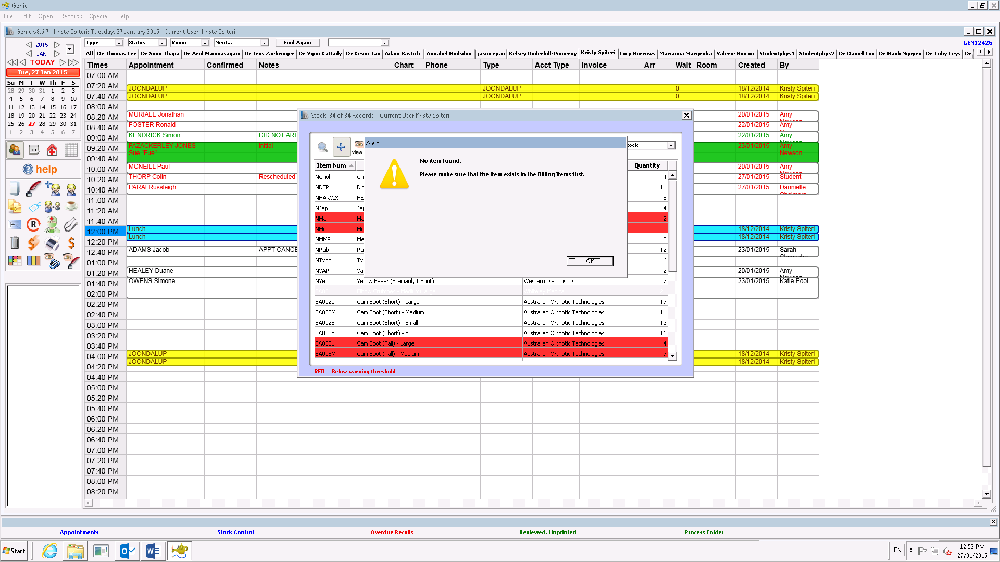 Genie
File Edit Open Records Special Help
Genie v8.6.7 Kristy Spiteri: Tuesday, 27 January 2015 Current User: Kristy Spiteri
2015
JAN
TODAY
Tue, 27 Jan 2015
Su M T W Th F S
28 29 30 31 1 2 3
4 5 6 7 8 9 10
11 12 13 14 15 16 17
18 19 20 21 22 23 24
25 26 27 28 29 30 31
1 2 3 4 5 6 7
help
Type Status Room Next... Find Again GEN12426
All Dr Thomas Lee Dr Sonu Thapa Dr Arul Manivasagam Dr Jens Zaehringer Dr Vipin Kattady Dr Kevin Tan Adam Bastick Annabel Hodsdon jason ryan Kelsey Underhill-Pomeroy Kristy Spiteri Lucy Burrows Marianna Margevka Valerie Rincon Studentphys1 Studentphys2 Dr Daniel Luo Dr Hanh Nguyen Dr Toby Leys Dr
Times Appointment Confirmed Notes Chart Phone Type Acct Type Invoice Arr Wait Room Created By
07:00 AM
07:20 AM JOONDALUP JOONDALUP 0 18/12/2014 Kristy Spiteri
07:40 AM JOONDALUP JOONDALUP 0 18/12/2014 Kristy Spiteri
08:00 AM
08:20 AM MURIALE Jonathan 20/01/2015 Amy
08:40 AM FOSTER Ronald 22/01/2015 Amy
09:00 AM KENDRICK Simon DID NOT ARR 22/01/2015 Amy
09:20 AM FAZACKERLEY-JONES initial 23/01/2015 Amy
09:40 AM Sue "Fue" Newson
10:00 AM MCNEILL Paul 20/01/2015 Amy
10:20 AM THORP Colin Rescheduled 27/01/2015 Student
10:40 AM PARAI Russleigh 27/01/2015 Dannielle
11:00 AM
11:20 AM
11:40 AM
12:00 PM Lunch 18/12/2014 Kristy Spiteri
12:20 PM Lunch 18/12/2014 Kristy Spiteri
12:40 PM ADAMS Jacob APPT CANCE 23/01/2015 Sarah
01:00 PM
01:20 PM HEALEY Duane 20/01/2015 Amy
01:40 PM OWENS Simone 23/01/2015 Katie Pool
02:00 PM
02:20 PM
02:40 PM
03:00 PM
03:20 PM
03:40 PM
04:00 PM JOONDALUP 18/12/2014 Kristy Spiteri
04:20 PM JOONDALUP 18/12/2014 Kristy Spiteri
04:40 PM
05:00 PM
05:20 PM
05:40 PM
06:00 PM
06:20 PM
06:40 PM
07:00 PM
07:20 PM
07:40 PM
08:00 PM
08:20 PM
Stock: 34 of 34 Records - Current User Kristy Spiteri
view tock
Item Num Quantity
NChol Ch 4
NDTP Dip 11
NHARVIX HE 5
NJap Jap 4
NMal Ma 2
NMen Me 0
NMMR Me 8
NRab Ra 12
NTyph Ty 6
NVAR Va 2
NYell Yellow Fever (Stamaril, 1 Shot) Western Diagnostics 7
SA002L Cam Boot (Short) - Large Australian Orthotic Technologies 17
SA002M Cam Boot (Short) - Medium Australian Orthotic Technologies 11
SA002S Cam Boot (Short) - Small Australian Orthotic Technologies 13
SA002XL Cam Boot (Short) - XL Australian Orthotic Technologies 16
SA005L Cam Boot (Tall) - Large Australian Orthotic Technologies 4
SA005M Cam Boot (Tall) - Medium Australian Orthotic Technologies 7
RED = Below warning threshold
Alert
No item found.
Please make sure that the item exists in the Billing Items first.
OK
Appointments Stock Control Overdue Recalls Reviewed, Unprinted Process Folder
Start EN 12:52 PM
27/01/2015